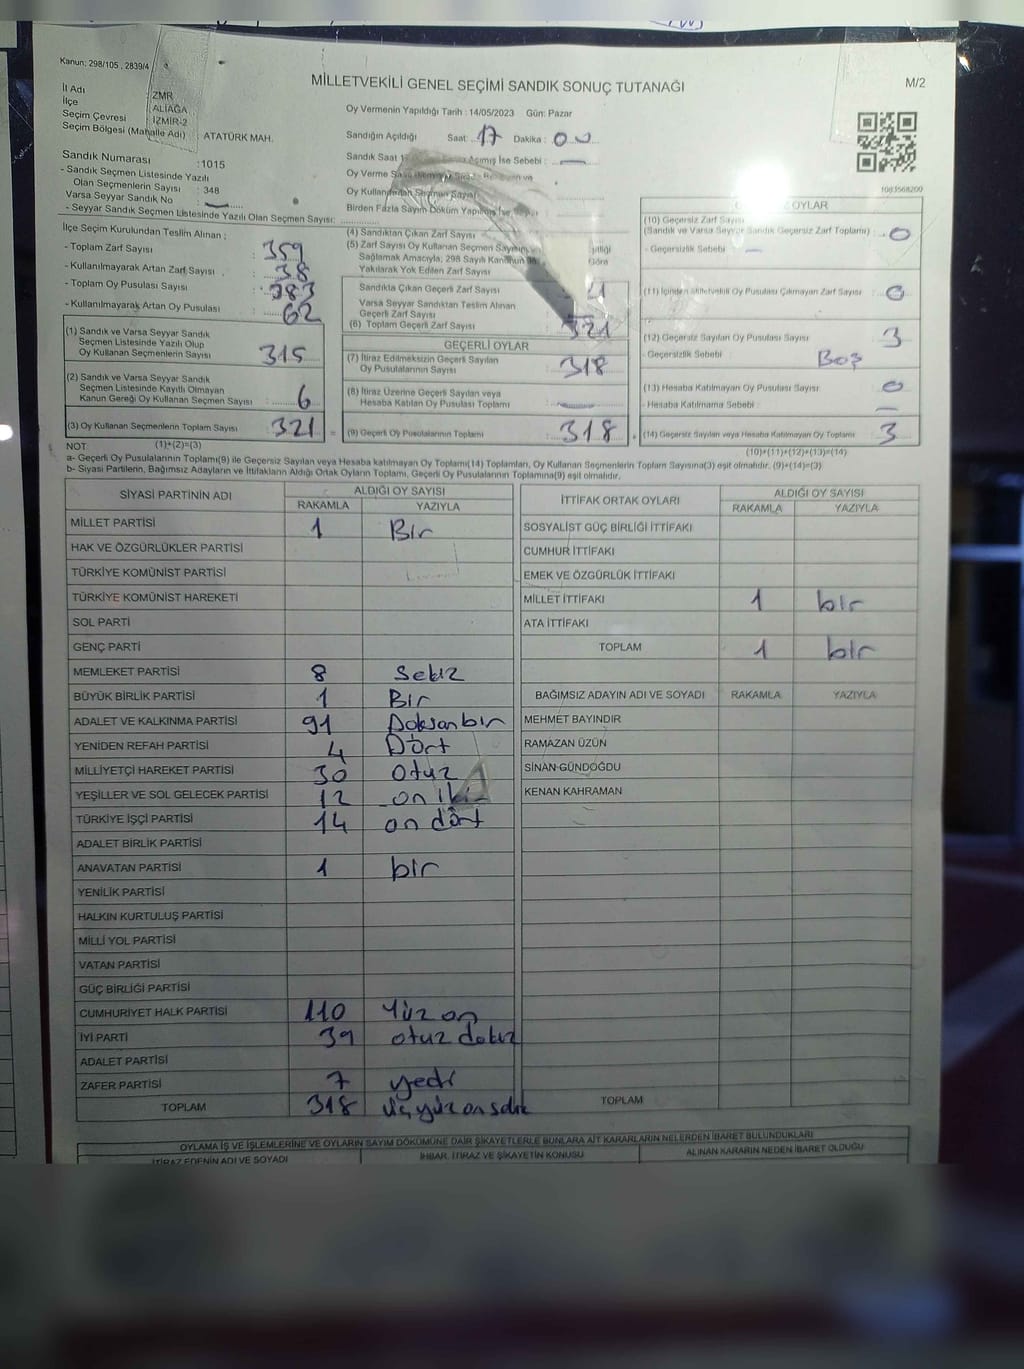 Kanun: 298/105 , 2839/4
MİLLETVEKİLİ GENEL SEÇİMİ SANDIK SONUÇ TUTANAĞI
M/2
İl Adı : ZMR
İlçe : ALİAĞA
Seçim Çevresi : İZMİR-2
Seçim Bölgesi (Mahalle Adı) : ATATÜRK MAH.
Sandık Numarası : 1015
- Sandık Seçmen Listesinde Yazılı
Olan Seçmenlerin Sayısı : 348
Varsa Seyyar Sandık No : —
- Seyyar Sandık Seçmen Listesinde Yazılı Olan Seçmen Sayısı:
Oy Vermenin Yapıldığı Tarih : 14/05/2023 Gün: Pazar
Sandığın Açıldığı Saat: 17 Dakika : 00
Sandık Saat Açmış İse Sebebi : —
Oy Verme
Oy Kullanılan Seçmen Sayısı
Birden Fazla Sayım Döküm
1083568200
İlçe Seçim Kurulundan Teslim Alınan ;
- Toplam Zarf Sayısı : 359
- Kullanılmayarak Artan Zarf Sayısı : 38
- Toplam Oy Pusulası Sayısı : 383
- Kullanılmayarak Artan Oy Pusulası : 62
(1) Sandık ve Varsa Seyyar Sandık
Seçmen Listesinde Yazılı Olup
Oy Kullanan Seçmenlerin Sayısı : 315
(2) Sandık ve Varsa Seyyar Sandık
Seçmen Listesinde Kayıtlı Olmayan
Kanun Gereği Oy Kullanan Seçmen Sayısı : 6
(3) Oy Kullanan Seçmenlerin Toplam Sayısı : 321
(4) Sandıktan Çıkan Zarf Sayısı
(5) Zarf Sayısı Oy Kullanan Seçmen
Sağlamak Amacıyla, 298 Sayılı Kanunun
Yakılarak Yok Edilen Zarf Sayısı
Sandıkta Çıkan Geçerli Zarf Sayısı
Varsa Seyyar Sandıktan Teslim Alınan
Geçerli Zarf Sayısı
(6) Toplam Geçerli Zarf Sayısı : 321
GEÇERLİ OYLAR
(7) İtiraz Edilmeksizin Geçerli Sayılan
Oy Pusulalarının Sayısı : 318
(8) İtiraz Üzerine Geçerli Sayılan veya
Hesaba Katılan Oy Pusulası Toplamı : —
(9) Geçerli Oy Pusulalarının Toplamı : 318
OYLAR
(10) Geçersiz Zarf Sayısı
(Sandık ve Varsa Seyyar Sandık Geçersiz Zarf Toplamı) : 0
- Geçersizlik Sebebi : —
(11) İçinden Milletvekili Oy Pusulası Çıkmayan Zarf Sayısı : 0
(12) Geçersiz Sayılan Oy Pusulası Sayısı : 3
- Geçersizlik Sebebi : Boş
(13) Hesaba Katılmayan Oy Pusulası Sayısı : 0
- Hesaba Katılmama Sebebi : —
(14) Geçersiz Sayılan veya Hesaba Katılmayan Oy Toplamı : 3
NOT: (1)+(2)=(3)
(10)+(11)+(12)+(13)=(14)
a- Geçerli Oy Pusulalarının Toplamı(9) ile Geçersiz Sayılan veya Hesaba katılmayan Oy Toplamı(14) Toplamları, Oy Kullanan Seçmenlerin Toplam Sayısına(3) eşit olmalıdır. (9)+(14)=(3)
b- Siyasi Partilerin, Bağımsız Adayların ve İttifakların Aldığı Ortak Oyların Toplamı, Geçerli Oy Pusulalarının Toplamına(9) eşit olmalıdır.
SİYASİ PARTİNİN ADI ALDIĞI OY SAYISI
RAKAMLA YAZIYLA
MİLLET PARTİSİ 1 Bir
HAK VE ÖZGÜRLÜKLER PARTİSİ
TÜRKİYE KOMÜNİST PARTİSİ
TÜRKİYE KOMÜNİST HAREKETİ
SOL PARTİ
GENÇ PARTİ
MEMLEKET PARTİSİ 8 Sekiz
BÜYÜK BİRLİK PARTİSİ 1 Bir
ADALET VE KALKINMA PARTİSİ 91 Doksanbir
YENİDEN REFAH PARTİSİ 4 Dört
MİLLİYETÇİ HAREKET PARTİSİ 30 otuz
YEŞİLLER VE SOL GELECEK PARTİSİ 12 on iki
TÜRKİYE İŞÇİ PARTİSİ 14 on dört
ADALET BİRLİK PARTİSİ
ANAVATAN PARTİSİ 1 bir
YENİLİK PARTİSİ
HALKIN KURTULUŞ PARTİSİ
MİLLİ YOL PARTİSİ
VATAN PARTİSİ
GÜÇ BİRLİĞİ PARTİSİ
CUMHURİYET HALK PARTİSİ 110 Yüz on
İYİ PARTİ 39 otuz dokuz
ADALET PARTİSİ
ZAFER PARTİSİ 7 yedi
TOPLAM 318 üçyüz onsekiz
İTTİFAK ORTAK OYLARI ALDIĞI OY SAYISI
RAKAMLA YAZIYLA
SOSYALİST GÜÇ BİRLİĞİ İTTİFAKI
CUMHUR İTTİFAKI
EMEK VE ÖZGÜRLÜK İTTİFAKI
MİLLET İTTİFAKI 1 bir
ATA İTTİFAKI
TOPLAM 1 bir
BAĞIMSIZ ADAYIN ADI VE SOYADI RAKAMLA YAZIYLA
MEHMET BAYINDIR
RAMAZAN ÜZÜN
SİNAN GÜNDOĞDU
KENAN KAHRAMAN
TOPLAM
OYLAMA İŞ VE İŞLEMLERİNE VE OYLARIN SAYIM DÖKÜMÜNE DAİR ŞİKAYETLERLE BUNLARA AİT KARARLARIN NELERDEN İBARET BULUNDUKLARI
İTİRAZ EDENİN ADI VE SOYADI İHBAR, İTİRAZ VE ŞİKAYETİN KONUSU ALINAN KARARIN NEDEN İBARET OLDUĞU